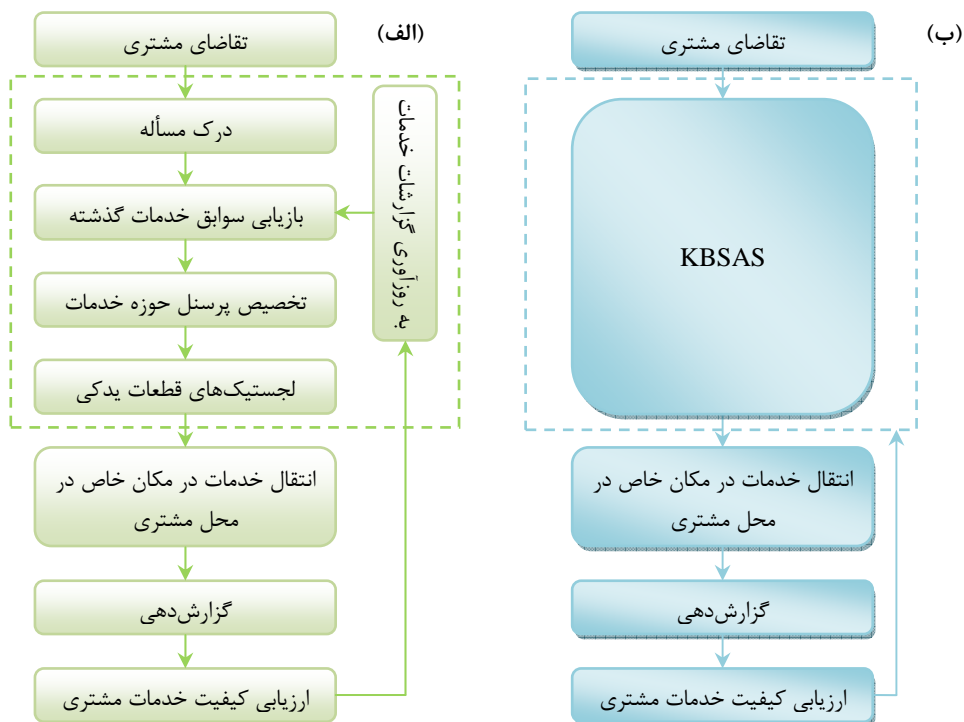 (الف)
تقاضای مشتری
درک مسأله
بازیابی سوابق خدمات گذشته
تخصیص پرسنل حوزه خدمات
لجستیک‌های قطعات یدکی
به روزآوری گزارشات خدمات
انتقال خدمات در مکان خاص در
محل مشتری
گزارش‌دهی
ارزیابی کیفیت خدمات مشتری
(ب)
تقاضای مشتری
KBSAS
انتقال خدمات در مکان خاص در
محل مشتری
گزارش‌دهی
ارزیابی کیفیت خدمات مشتری